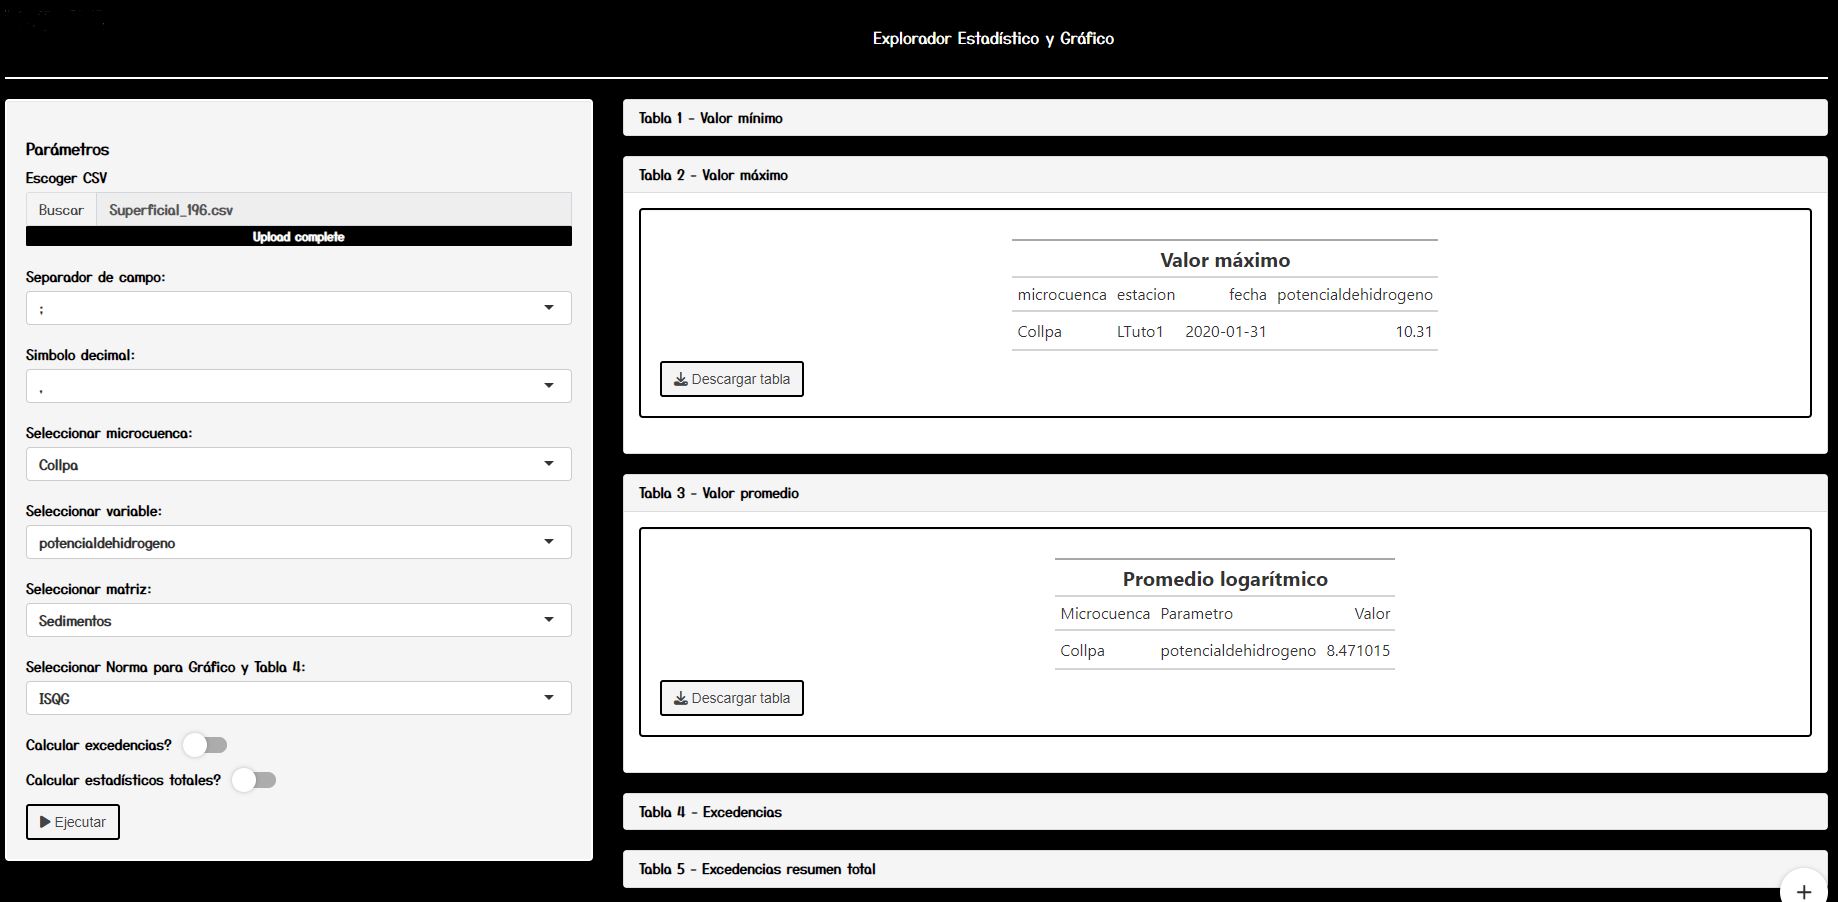 Explorador Estadístico y Gráfico
Parámetros
Escoger CSV
Buscar Superficial_196.csv
Upload complete
Separador de campo:
;
Simbolo decimal:
,
Seleccionar microcuenca:
Collpa
Seleccionar variable:
potencialdehidrogeno
Seleccionar matriz:
Sedimentos
Seleccionar Norma para Gráfico y Tabla 4:
ISQG
Calcular excedencias?
Calcular estadísticos totales?
Ejecutar
Tabla 1 - Valor mínimo
Tabla 2 - Valor máximo
Valor máximo
microcuenca estacion fecha potencialdehidrogeno
Collpa LTuto1 2020-01-31 10.31
Descargar tabla
Tabla 3 - Valor promedio
Promedio logarítmico
Microcuenca Parametro Valor
Collpa potencialdehidrogeno 8.471015
Descargar tabla
Tabla 4 - Excedencias
Tabla 5 - Excedencias resumen total
+